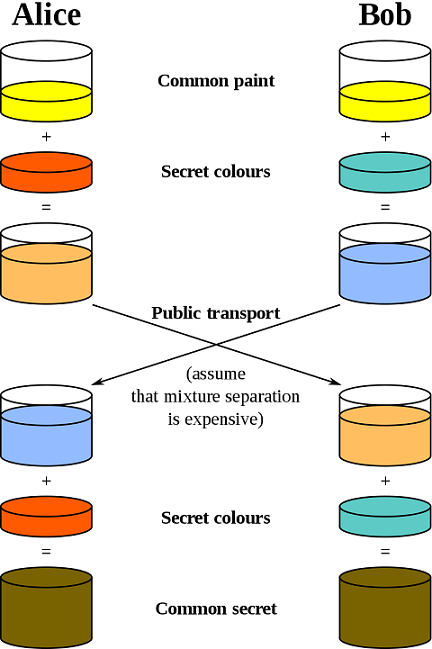 Alice Bob
Common paint
+ +
Secret colours
= =
Public transport
(assume
that mixture separation
is expensive)
+ +
Secret colours
= =
Common secret